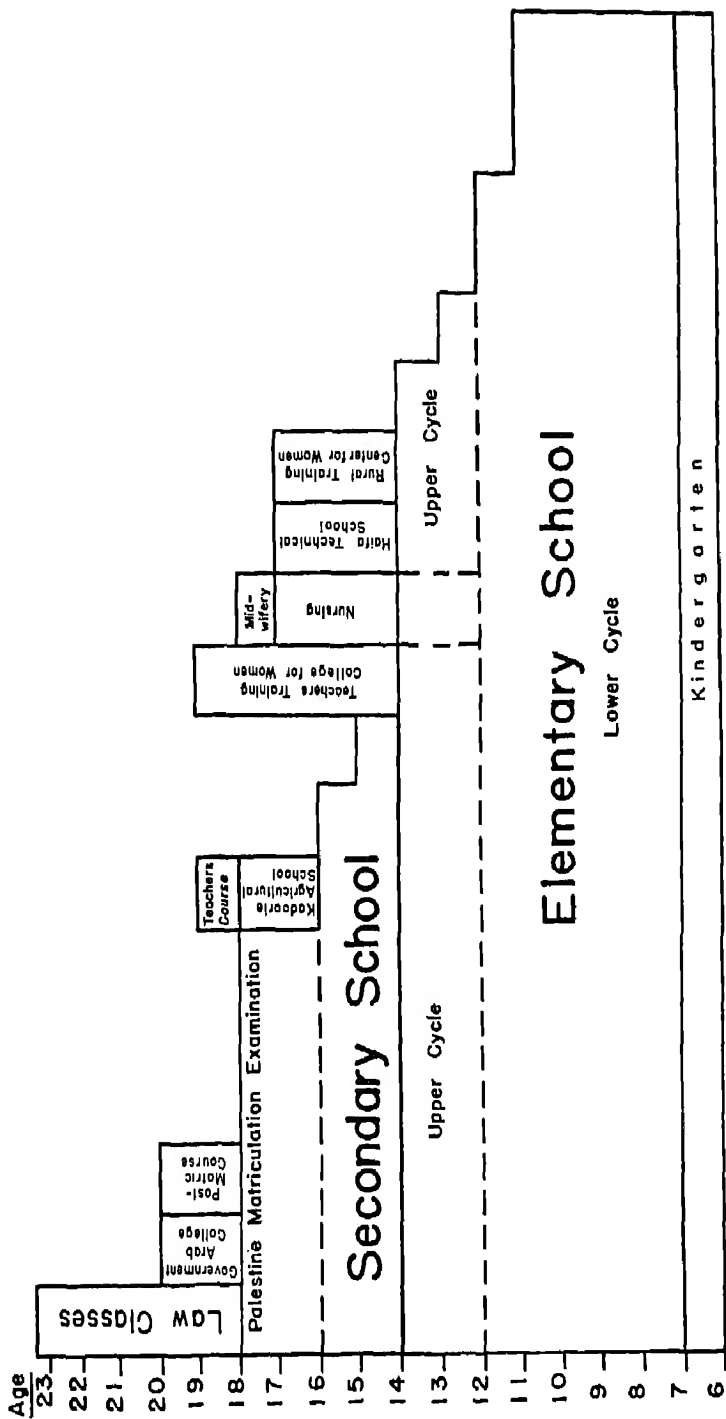 Age
23
22
21
20
19
18
17
16
15
14
13
12
11
10
9
8
7
6
Law Classes
Government
Arab
College
Post-
Matric
Course
Palestine Matriculation Examination
Teachers
Course
Kadoorie
Agricultural
School
Secondary School
Teachers Training
College for Women
Mid-
wifery
Nursing
Haifa Technical
School
Rural Training
Center for Women
Upper Cycle
Upper Cycle
Elementary School
Lower Cycle
Kindergarten